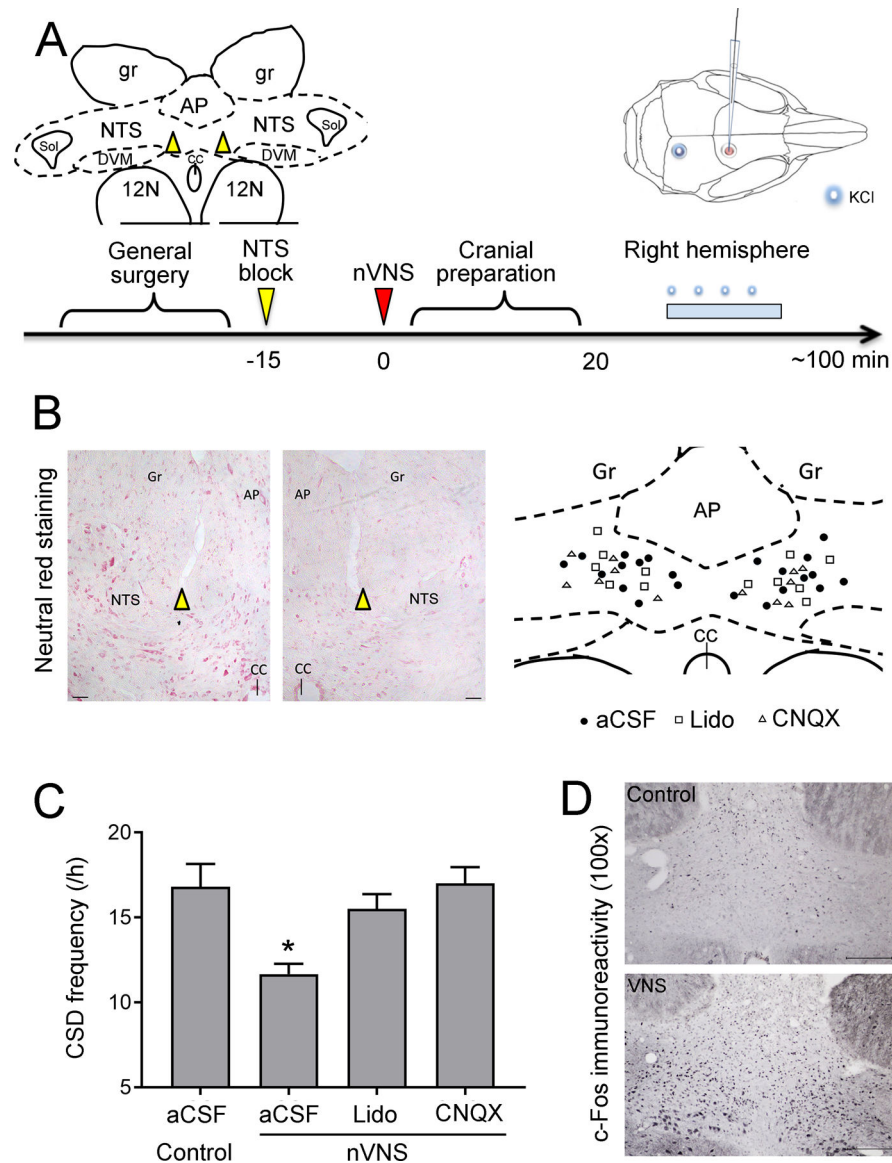 A
gr
gr
AP
NTS
NTS
Sol
Sol
DVM
cc
DVM
12N
12N
KCl
General
surgery
NTS
block
nVNS
Cranial
preparation
Right hemisphere
-15
0
20
~100 min
B
Neutral red staining
Gr
AP
NTS
CC
Gr
AP
NTS
CC
Gr
Gr
AP
CC
aCSF
Lido
CNQX
C
CSD frequency (/h)
20
15
10
5
*
aCSF
aCSF
Lido
CNQX
Control
nVNS
D
c-Fos immunoreactivity (100x)
Control
VNS